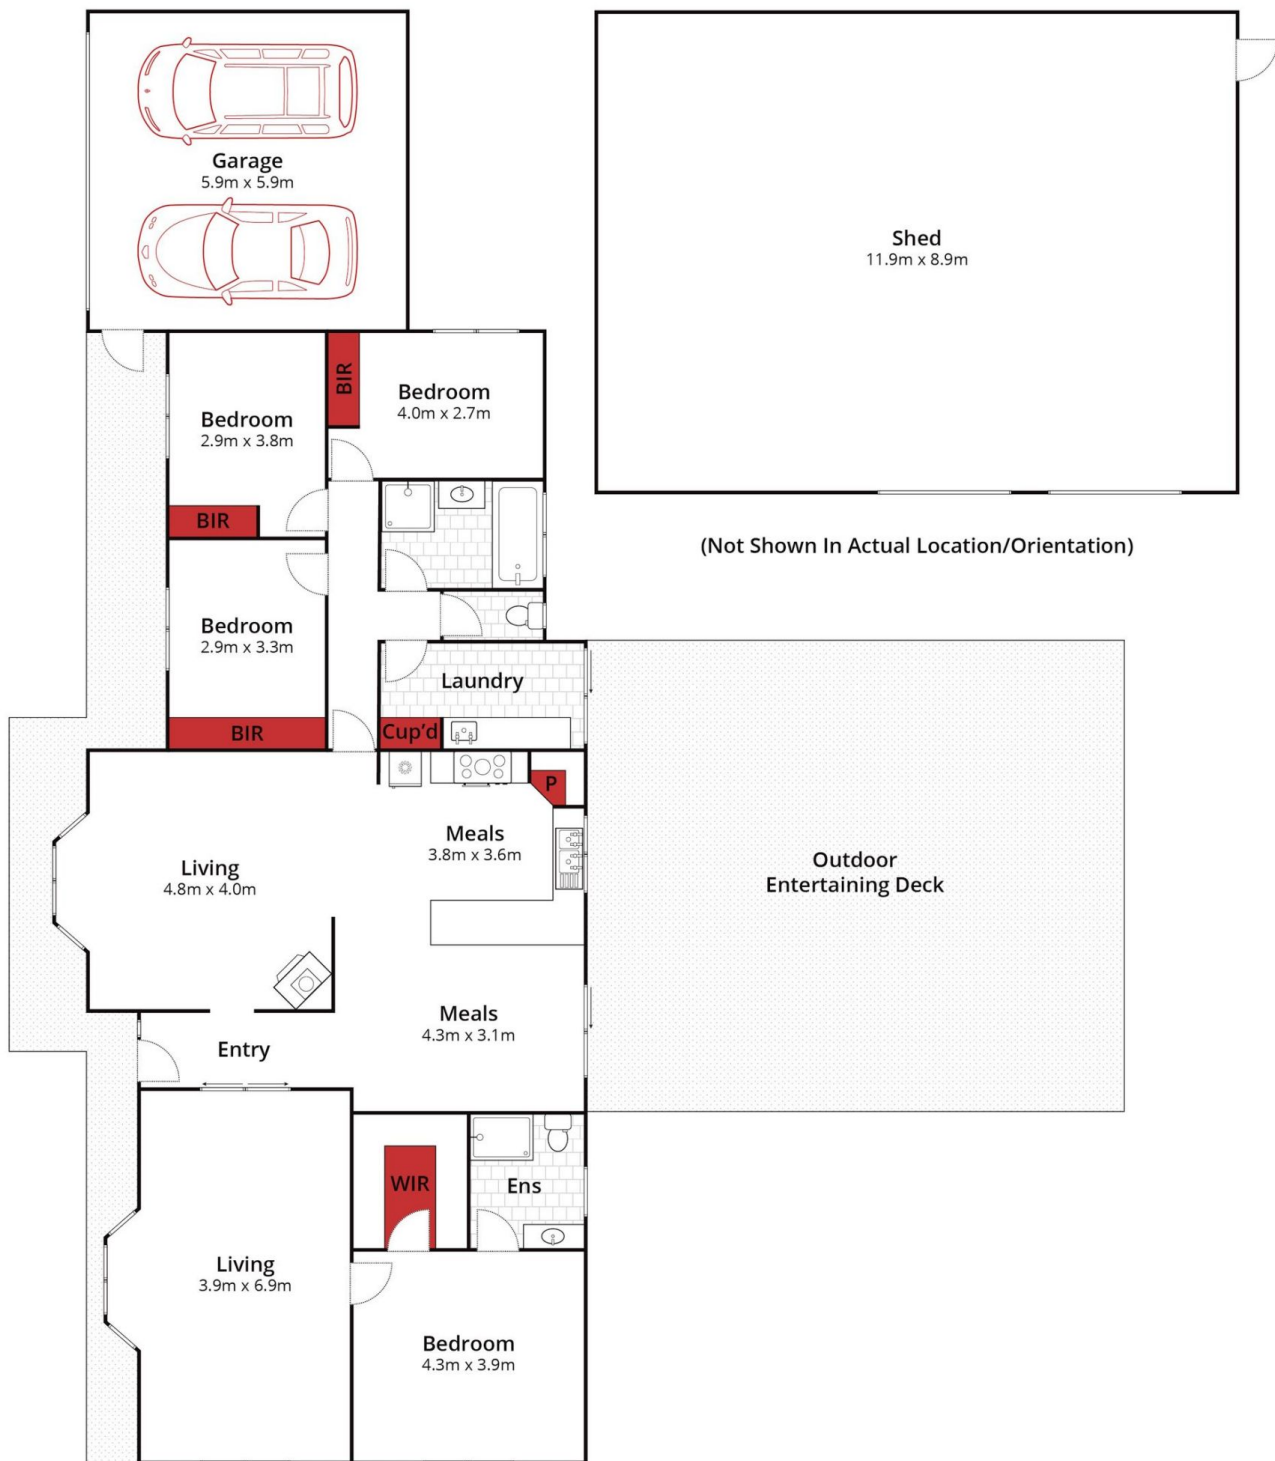 Garage
5.9m x 5.9m
Shed
11.9m x 8.9m
BIR
Bedroom
4.0m x 2.7m
Bedroom
2.9m x 3.8m
BIR
(Not Shown In Actual Location/Orientation)
Bedroom
2.9m x 3.3m
BIR
Laundry
Cup'd
P
Meals
3.8m x 3.6m
Living
4.8m x 4.0m
Outdoor
Entertaining Deck
Meals
4.3m x 3.1m
Entry
WIR
Ens
Living
3.9m x 6.9m
Bedroom
4.3m x 3.9m